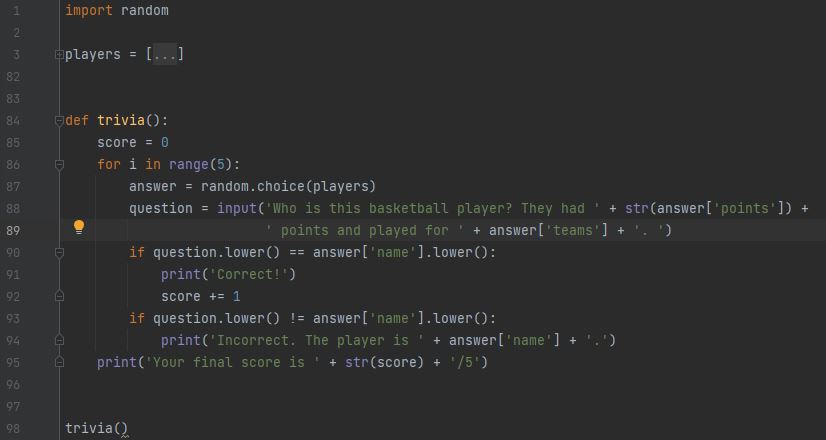 1 import random
2
3 players = [...]
82
83
84 def trivia():
85     score = 0
86     for i in range(5):
87         answer = random.choice(players)
88         question = input('Who is this basketball player? They had ' + str(answer['points']) +
89                          ' points and played for ' + answer['teams'] + '. ')
90         if question.lower() == answer['name'].lower():
91             print('Correct!')
92             score += 1
93         if question.lower() != answer['name'].lower():
94             print('Incorrect. The player is ' + answer['name'] + '.')
95     print('Your final score is ' + str(score) + '/5')
96
97
98 trivia()